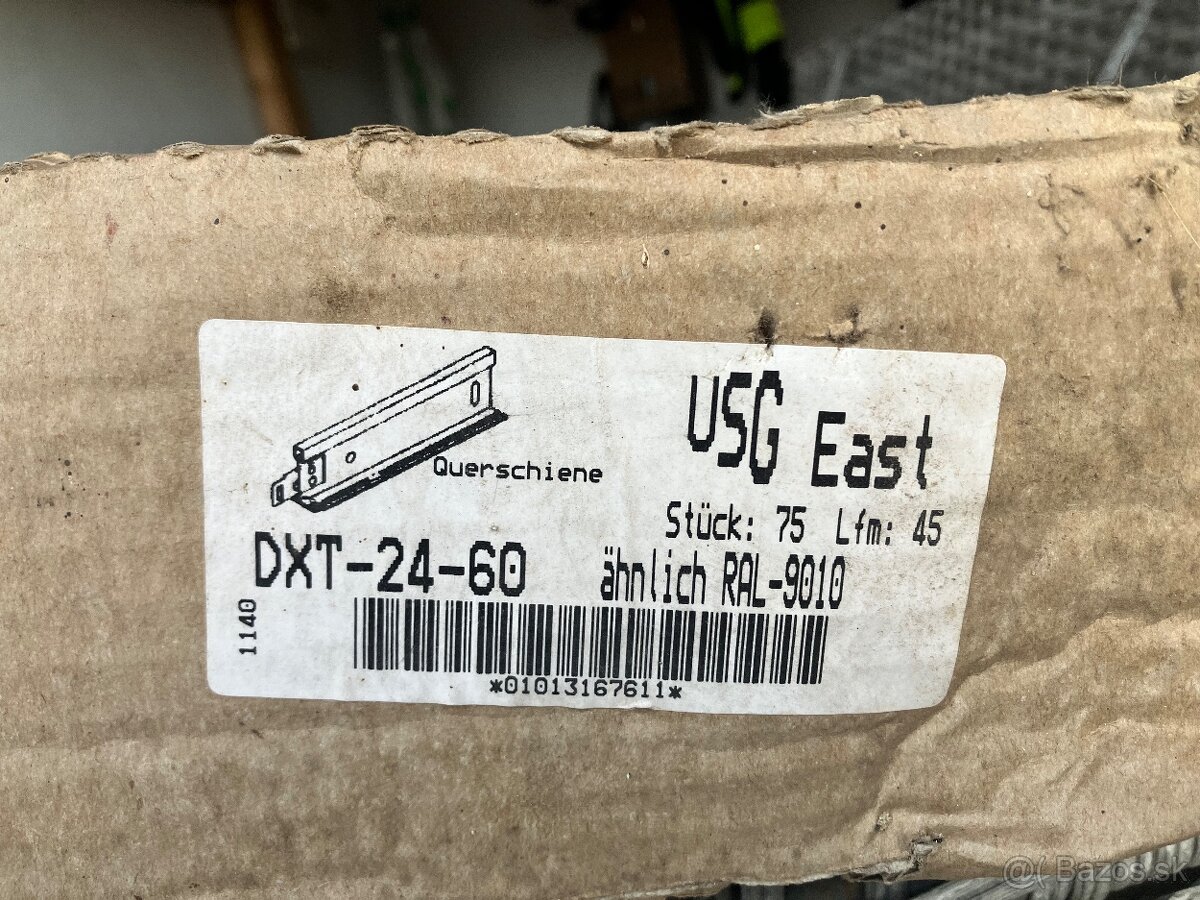 USG East
Querschiene
Stück: 75 Lfm: 45
DXT-24-60 ähnlich RAL-9010
1140
*01013167611*
@( Bazos.sk